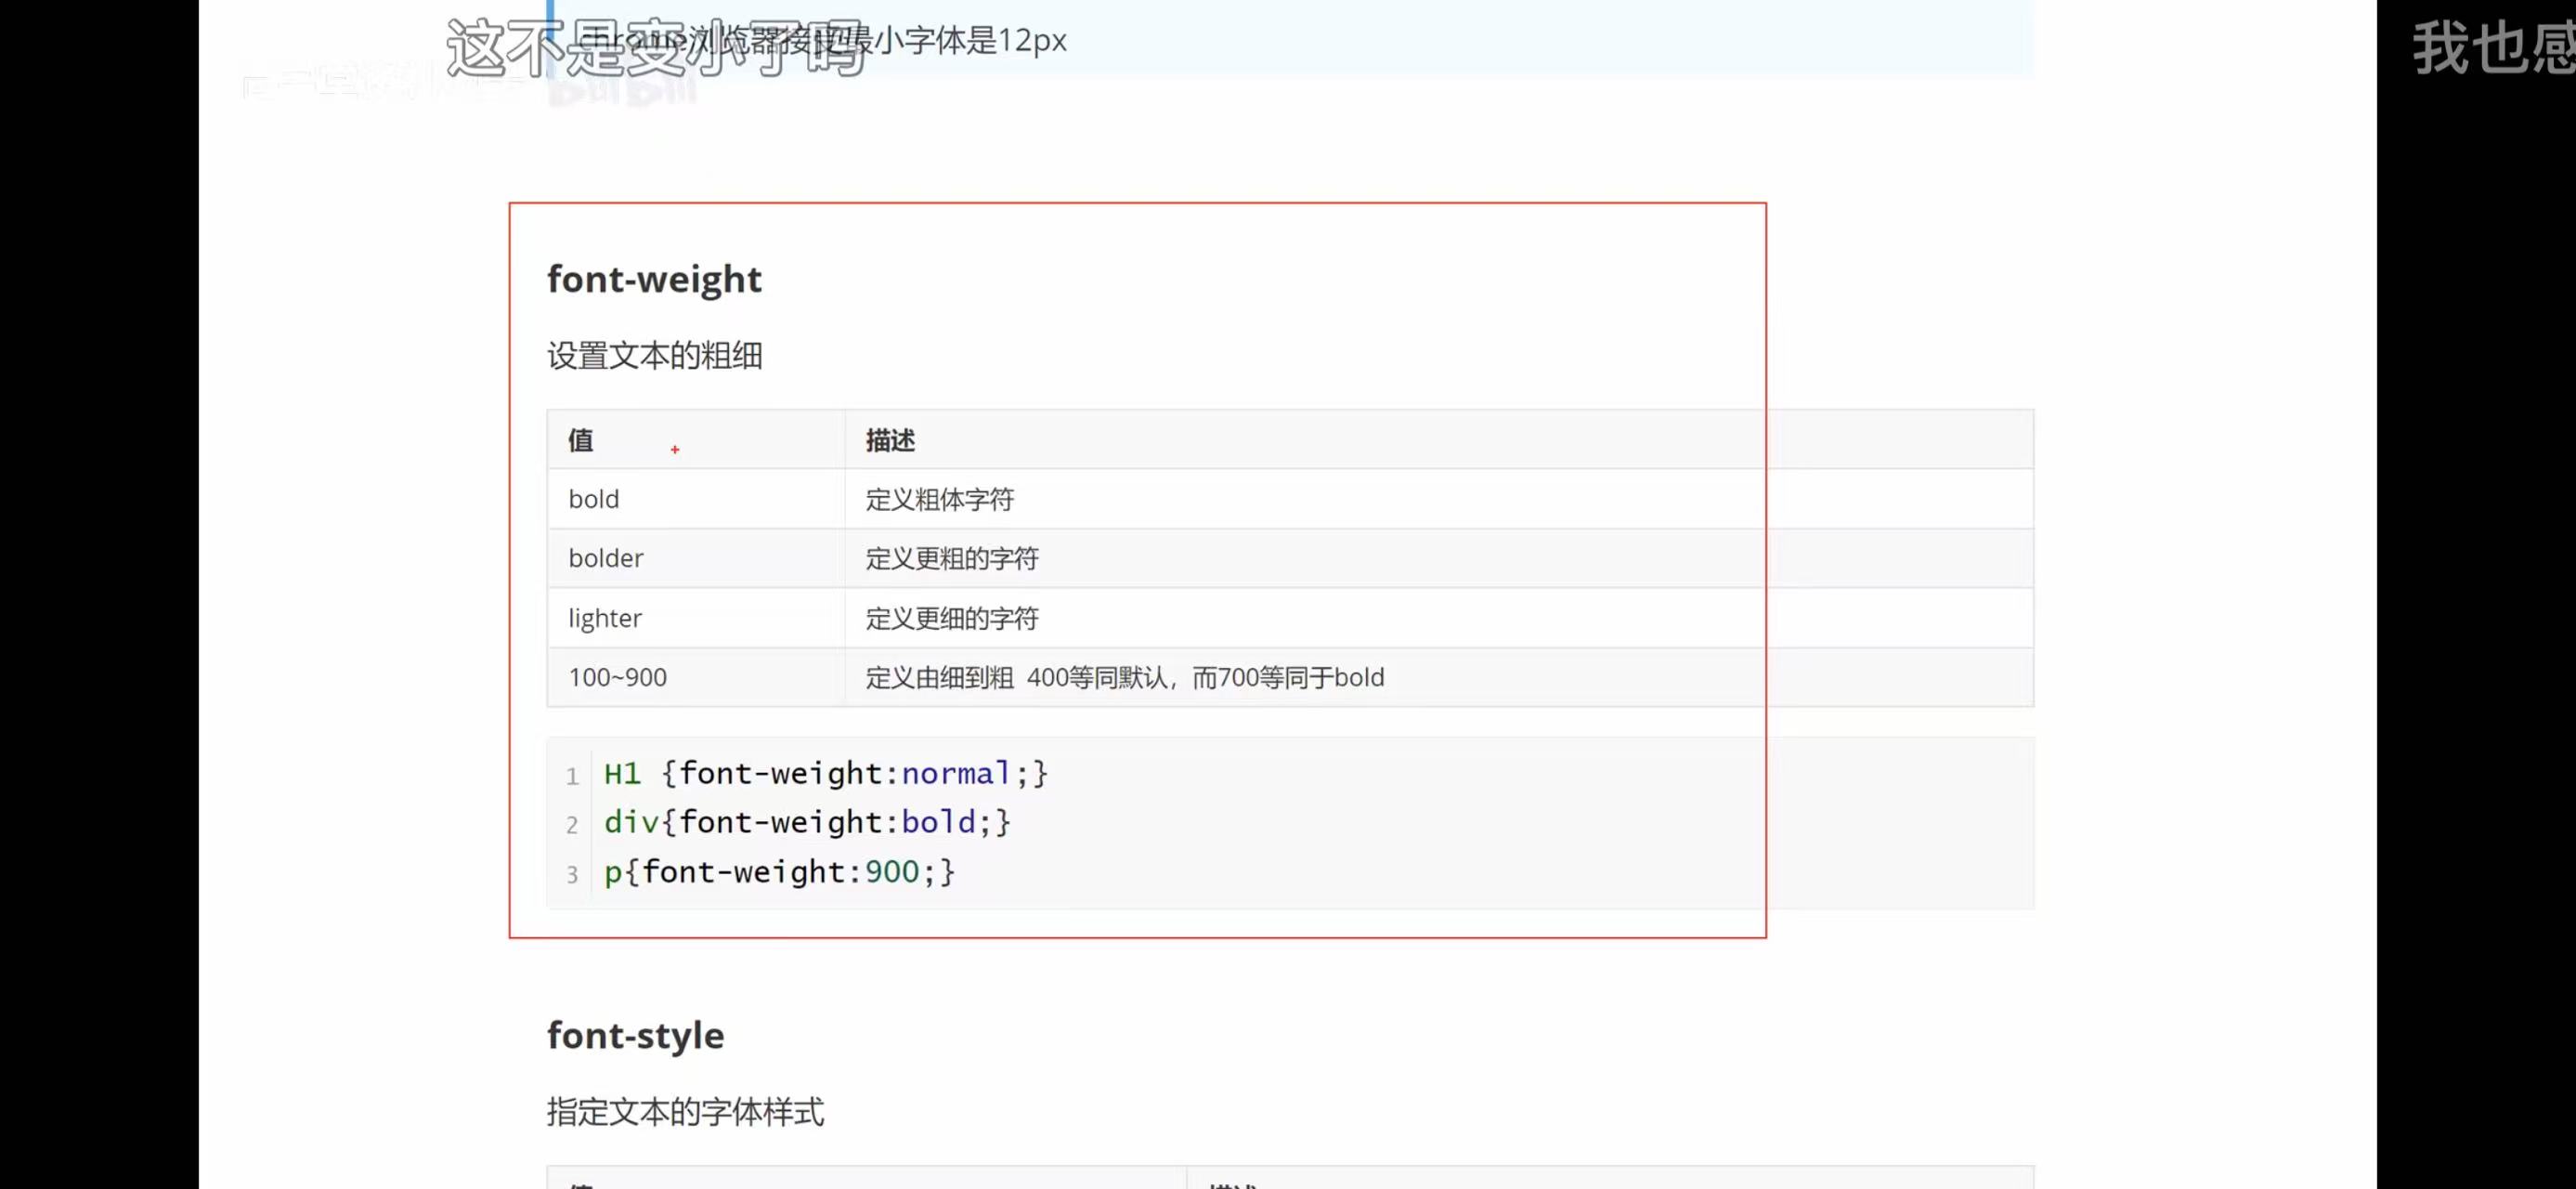 这不是变小了吗
chrome浏览器接受最小字体是12px
我也感
bilibili
font-weight
设置文本的粗细
值 描述
bold 定义粗体字符
bolder 定义更粗的字符
lighter 定义更细的字符
100~900 定义由细到粗 400等同默认，而700等同于bold
1 H1 {font-weight:normal;}
2 div{font-weight:bold;}
3 p{font-weight:900;}
font-style
指定文本的字体样式
值 描述